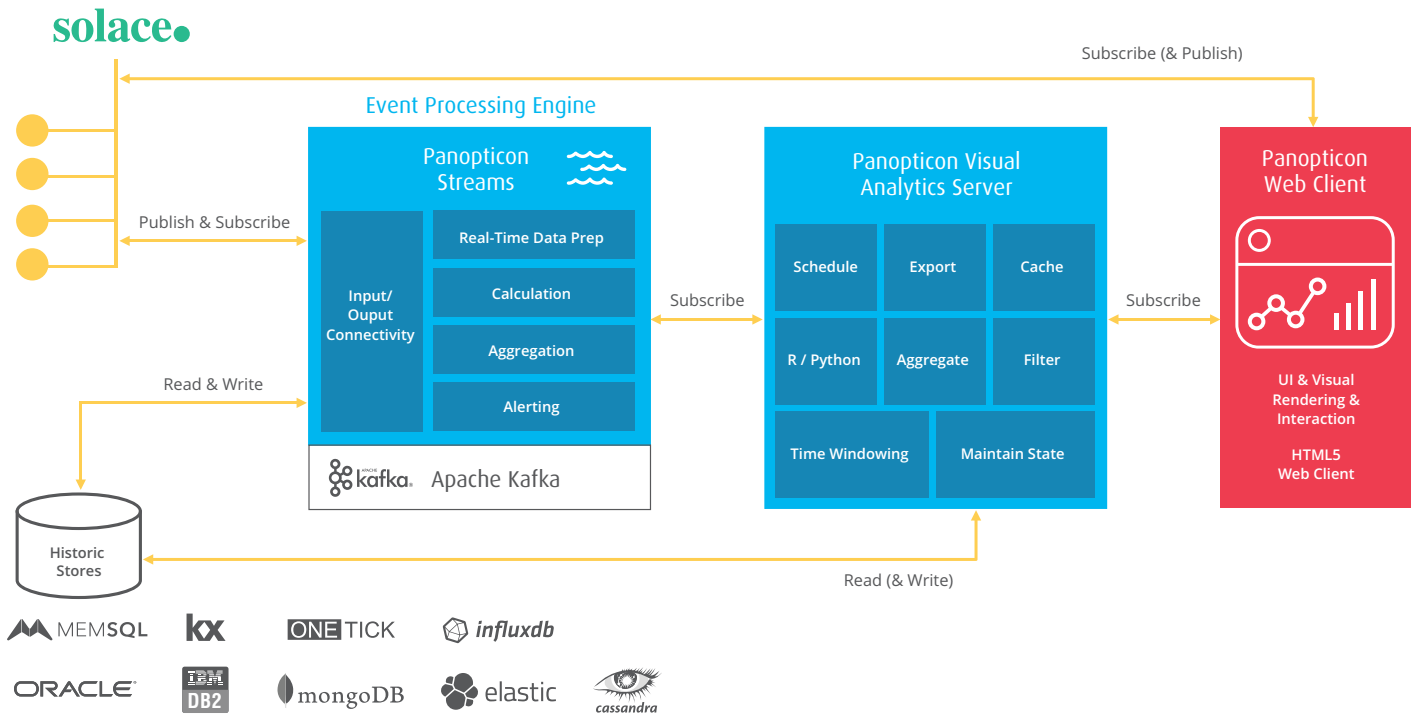 solace.
Subscribe (& Publish)
Event Processing Engine
Panopticon
Streams
Publish & Subscribe
Input/
Ouput
Connectivity
Real-Time Data Prep
Calculation
Aggregation
Alerting
Read & Write
APACHE
kafka®
Apache Kafka
Subscribe
Panopticon Visual
Analytics Server
Schedule
Export
Cache
R / Python
Aggregate
Filter
Time Windowing
Maintain State
Subscribe
Panopticon
Web Client
UI & Visual
Rendering &
Interaction
HTML5
Web Client
Historic
Stores
Read (& Write)
MEMSQL
kx
ONETICK
influxdb
ORACLE®
IBM
DB2
mongoDB
elastic
cassandra